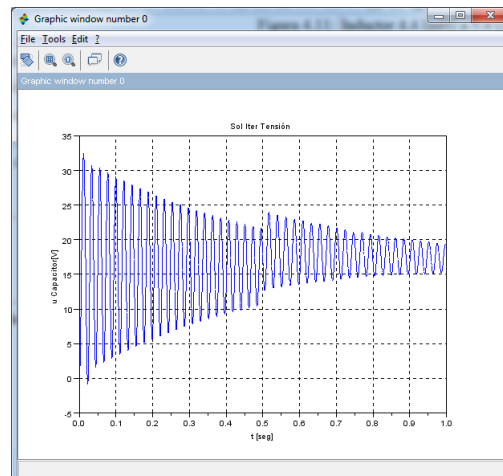 Graphic window number 0
File Tools Edit ?
Graphic window number 0
Sol Iter Tensión
35
30
25
20
15
10
5
0
-5
u Capacitor[V]
0.0 0.1 0.2 0.3 0.4 0.5 0.6 0.7 0.8 0.9 1.0
t [seg]